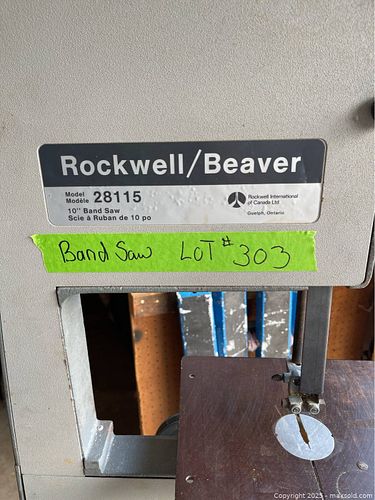 Rockwell/Beaver
Model
Modèle 28115
10" Band Saw
Scie à Ruban de 10 po
Rockwell International
of Canada Ltd
Guelph, Ontario
Band Saw LOT # 303
Copyright 2025 - maxsold.com